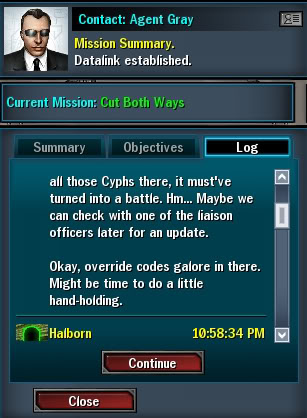 Contact: Agent Gray
Mission Summary.
Datalink established.
Current Mission: Cut Both Ways
Summary
Objectives
Log
all those Cyphs there, it must've
turned into a battle. Hm... Maybe we
can check with one of the liaison
officers later for an update.
Okay, override codes galore in there.
Might be time to do a little
hand-holding.
Halborn 10:58:34 PM
Continue
Close